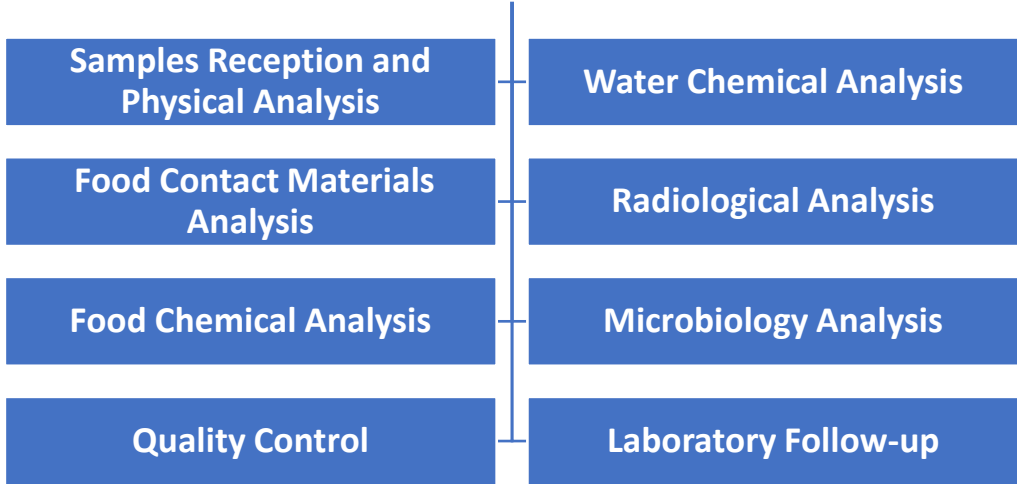 Samples Reception and
Physical Analysis
Water Chemical Analysis
Food Contact Materials
Analysis
Radiological Analysis
Food Chemical Analysis
Microbiology Analysis
Quality Control
Laboratory Follow-up